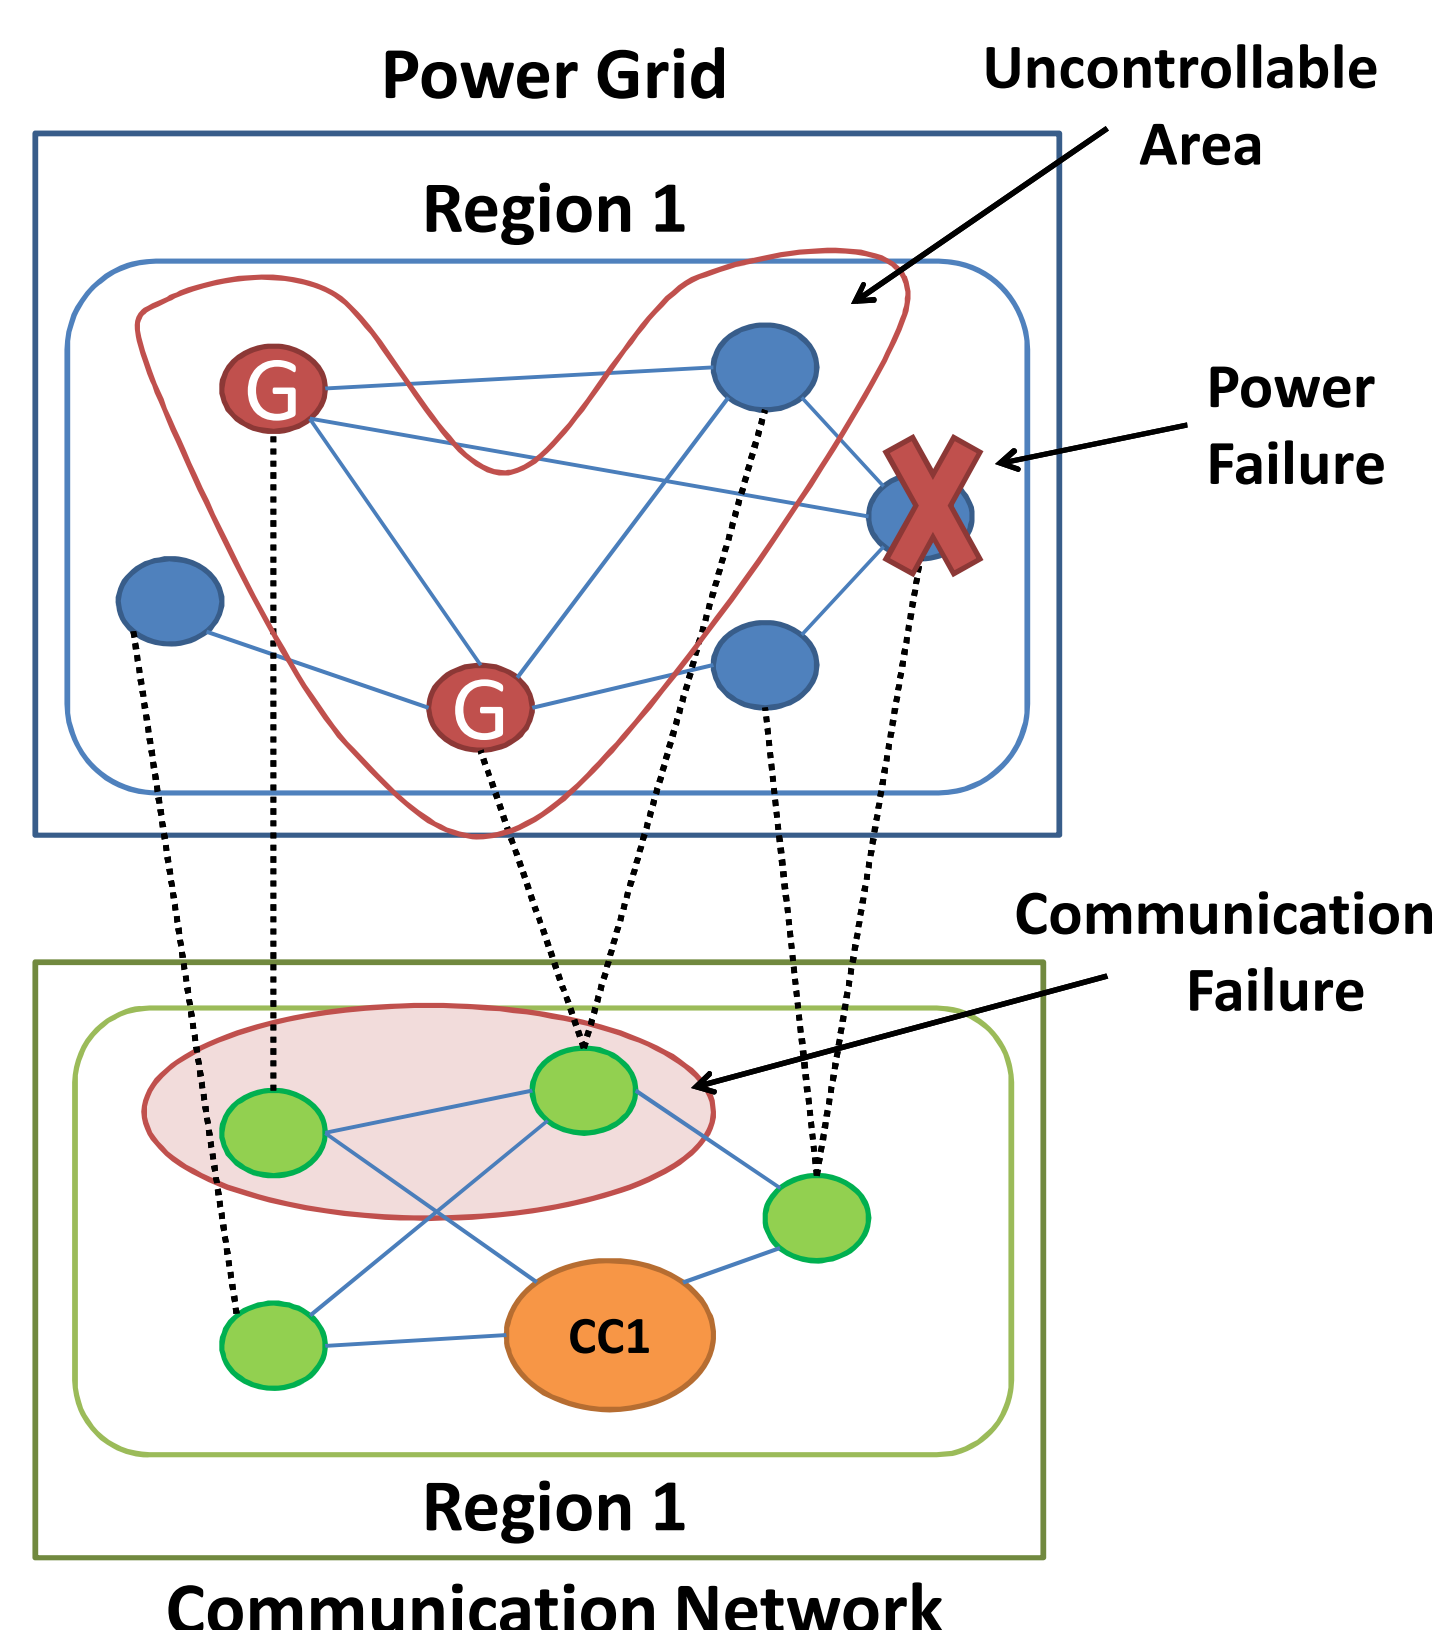 Power Grid
Uncontrollable
Area
Region 1
G
Power
Failure
G
Communication
Failure
CC1
Region 1
Communication Network